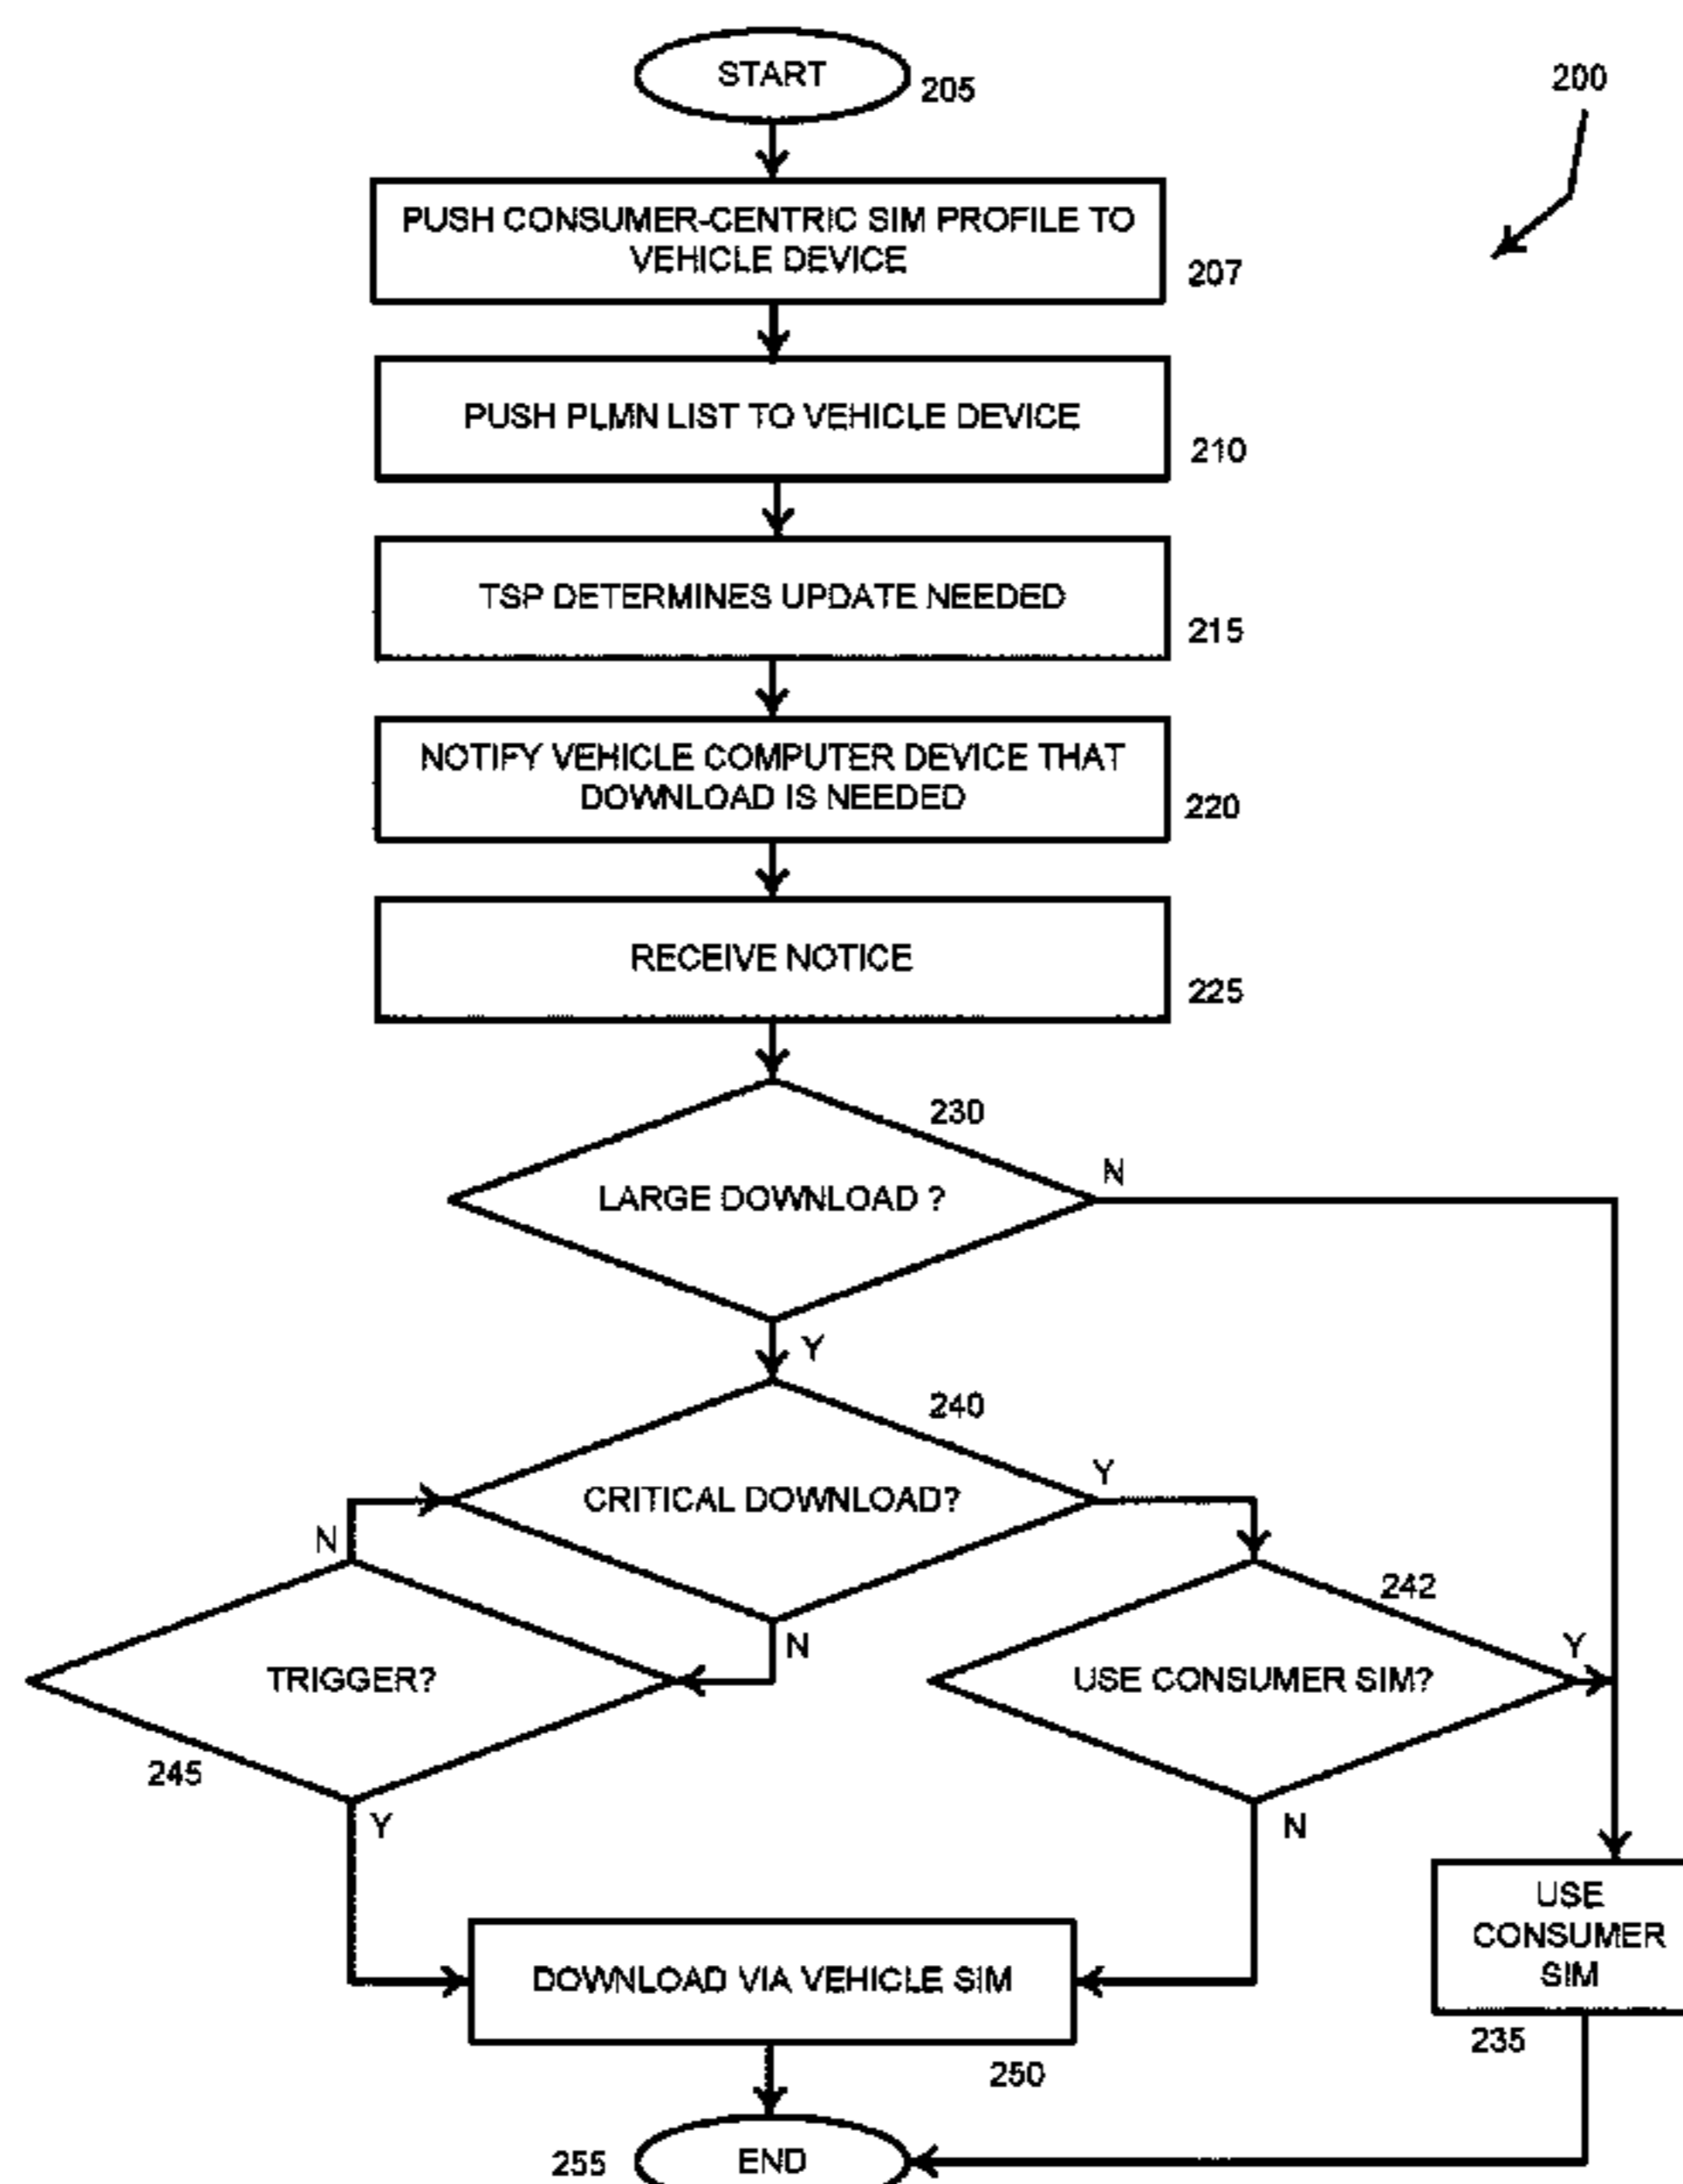 START
205
200
PUSH CONSUMER-CENTRIC SIM PROFILE TO
VEHICLE DEVICE
207
PUSH PLMN LIST TO VEHICLE DEVICE
210
TSP DETERMINES UPDATE NEEDED
215
NOTIFY VEHICLE COMPUTER DEVICE THAT
DOWNLOAD IS NEEDED
220
RECEIVE NOTICE
225
230
LARGE DOWNLOAD ?
N
Y
240
CRITICAL DOWNLOAD?
Y
N
N
242
TRIGGER?
USE CONSUMER SIM?
Y
245
Y
N
USE
CONSUMER
SIM
235
DOWNLOAD VIA VEHICLE SIM
250
255
END